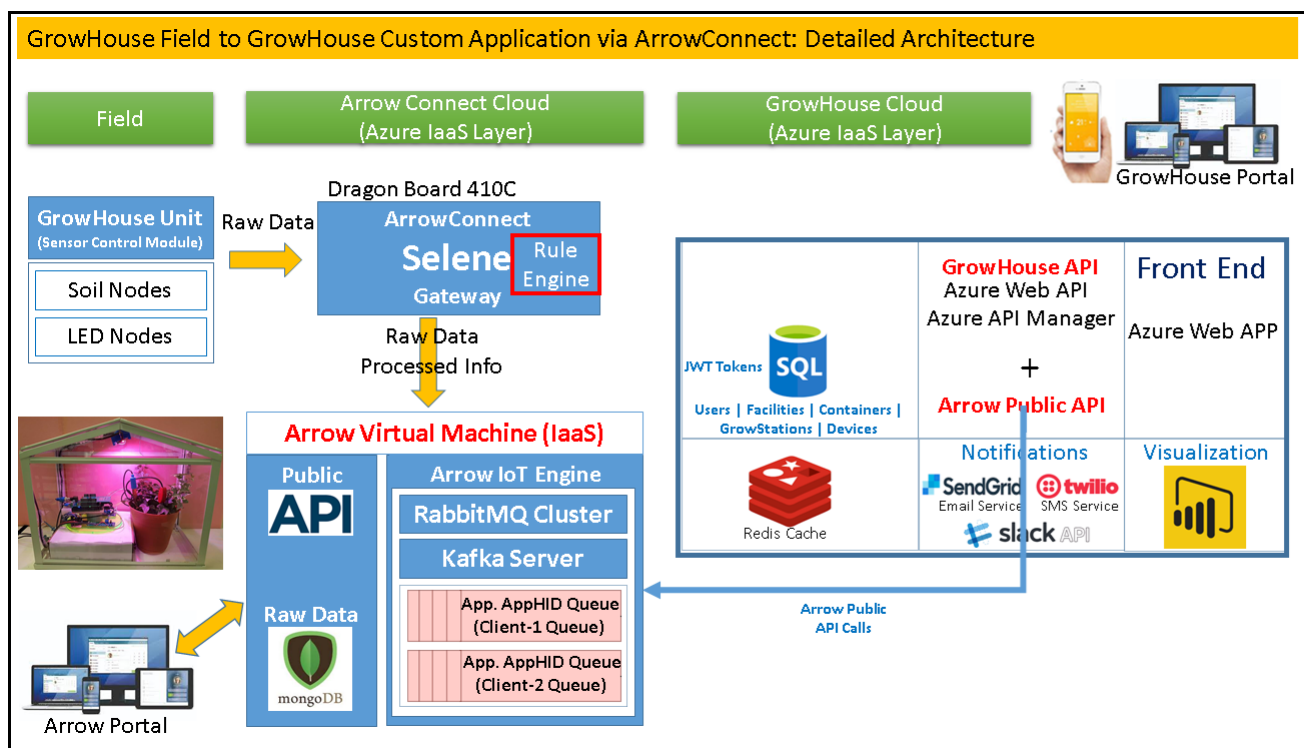 GrowHouse Field to GrowHouse Custom Application via ArrowConnect: Detailed Architecture
Field
Arrow Connect Cloud
(Azure IaaS Layer)
GrowHouse Cloud
(Azure IaaS Layer)
GrowHouse Portal
GrowHouse Unit
(Sensor Control Module)
Soil Nodes
LED Nodes
Raw Data
Dragon Board 410C
ArrowConnect
Selene
Gateway
Rule
Engine
Raw Data
Processed Info
Arrow Virtual Machine (IaaS)
Public
API
Raw Data
mongoDB
Arrow IoT Engine
RabbitMQ Cluster
Kafka Server
App. AppHID Queue
(Client-1 Queue)
App. AppHID Queue
(Client-2 Queue)
Arrow Portal
JWT Tokens
SQL
Users | Facilities | Containers |
GrowStations | Devices
Redis Cache
GrowHouse API
Azure Web API
Azure API Manager
+
Arrow Public API
Notifications
SendGrid
Email Service
twilio
SMS Service
slack API
Front End
Azure Web APP
Visualization
Arrow Public
API Calls